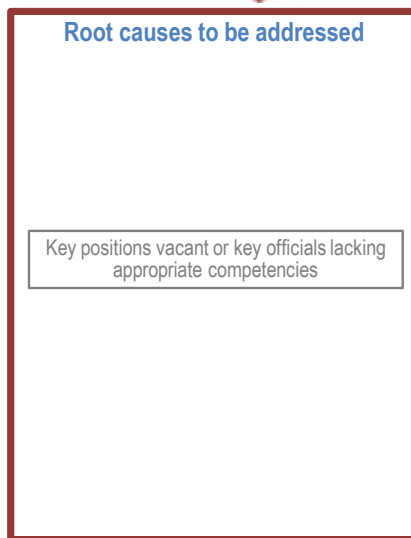 Root causes to be addressed
Key positions vacant or key officials lacking
appropriate competencies